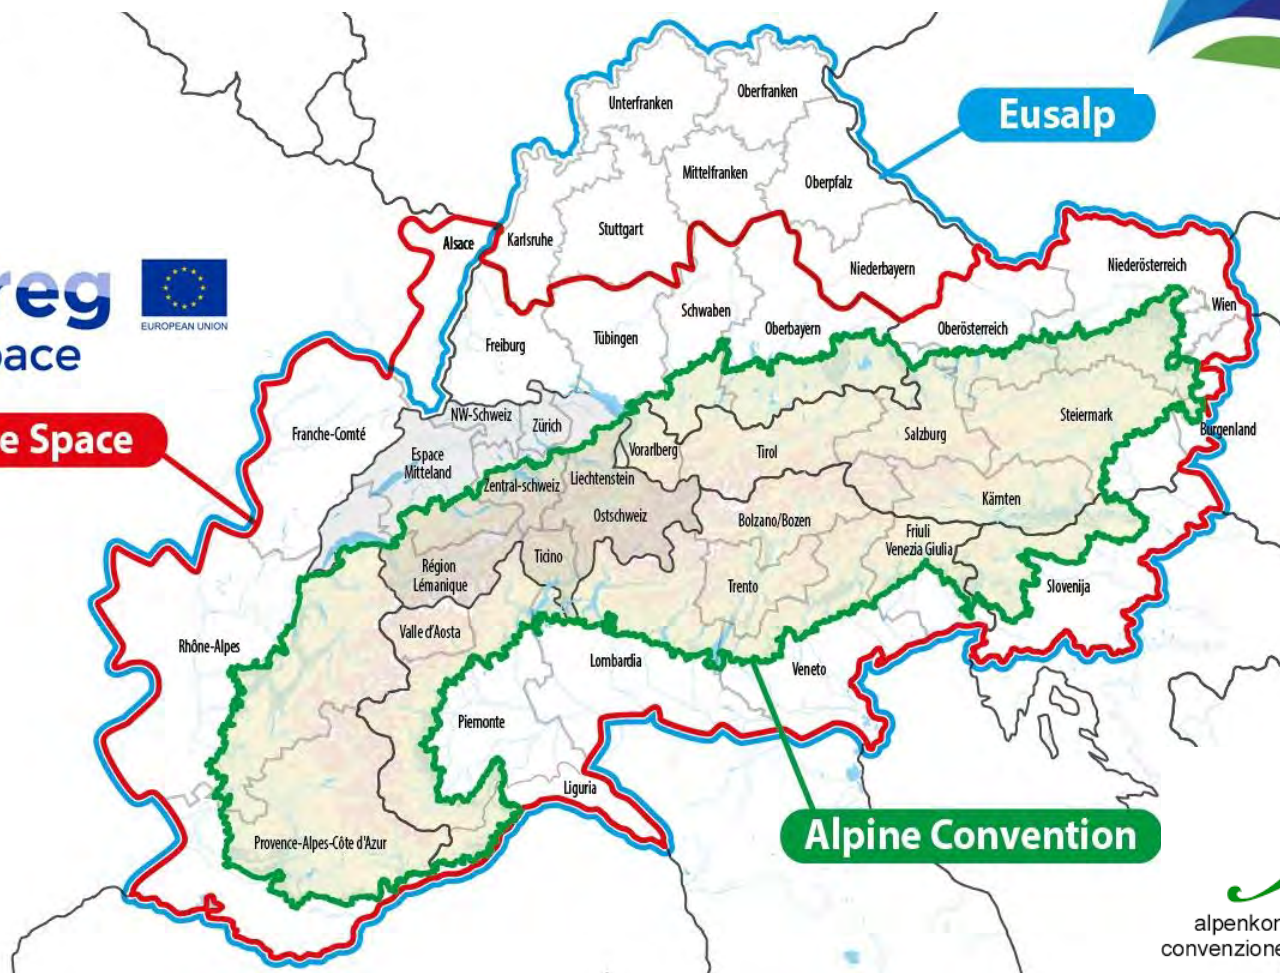 Eusalp
Unterfranken
Oberfranken
Mittelfranken
Oberpfalz
Alsace
Karlsruhe
Stuttgart
Niederbayern
Niederösterreich
reg
EUROPEAN UNION
pace
Wien
Schwaben
Oberbayern
Oberösterreich
Freiburg
Tübingen
e Space
Franche-Comté
NW-Schweiz
Zürich
Espace
Mitteland
Vorarlberg
Tirol
Salzburg
Steiermark
Burgenland
Zentral-schweiz
Liechtenstein
Ostschweiz
Bolzano/Bozen
Kärnten
Friuli
Venezia Giulia
Région
Lémanique
Ticino
Trento
Slovenija
Rhône-Alpes
Valle d'Aosta
Lombardia
Veneto
Piemonte
Liguria
Provence-Alpes-Côte d'Azur
Alpine Convention
alpenkon
convenzione